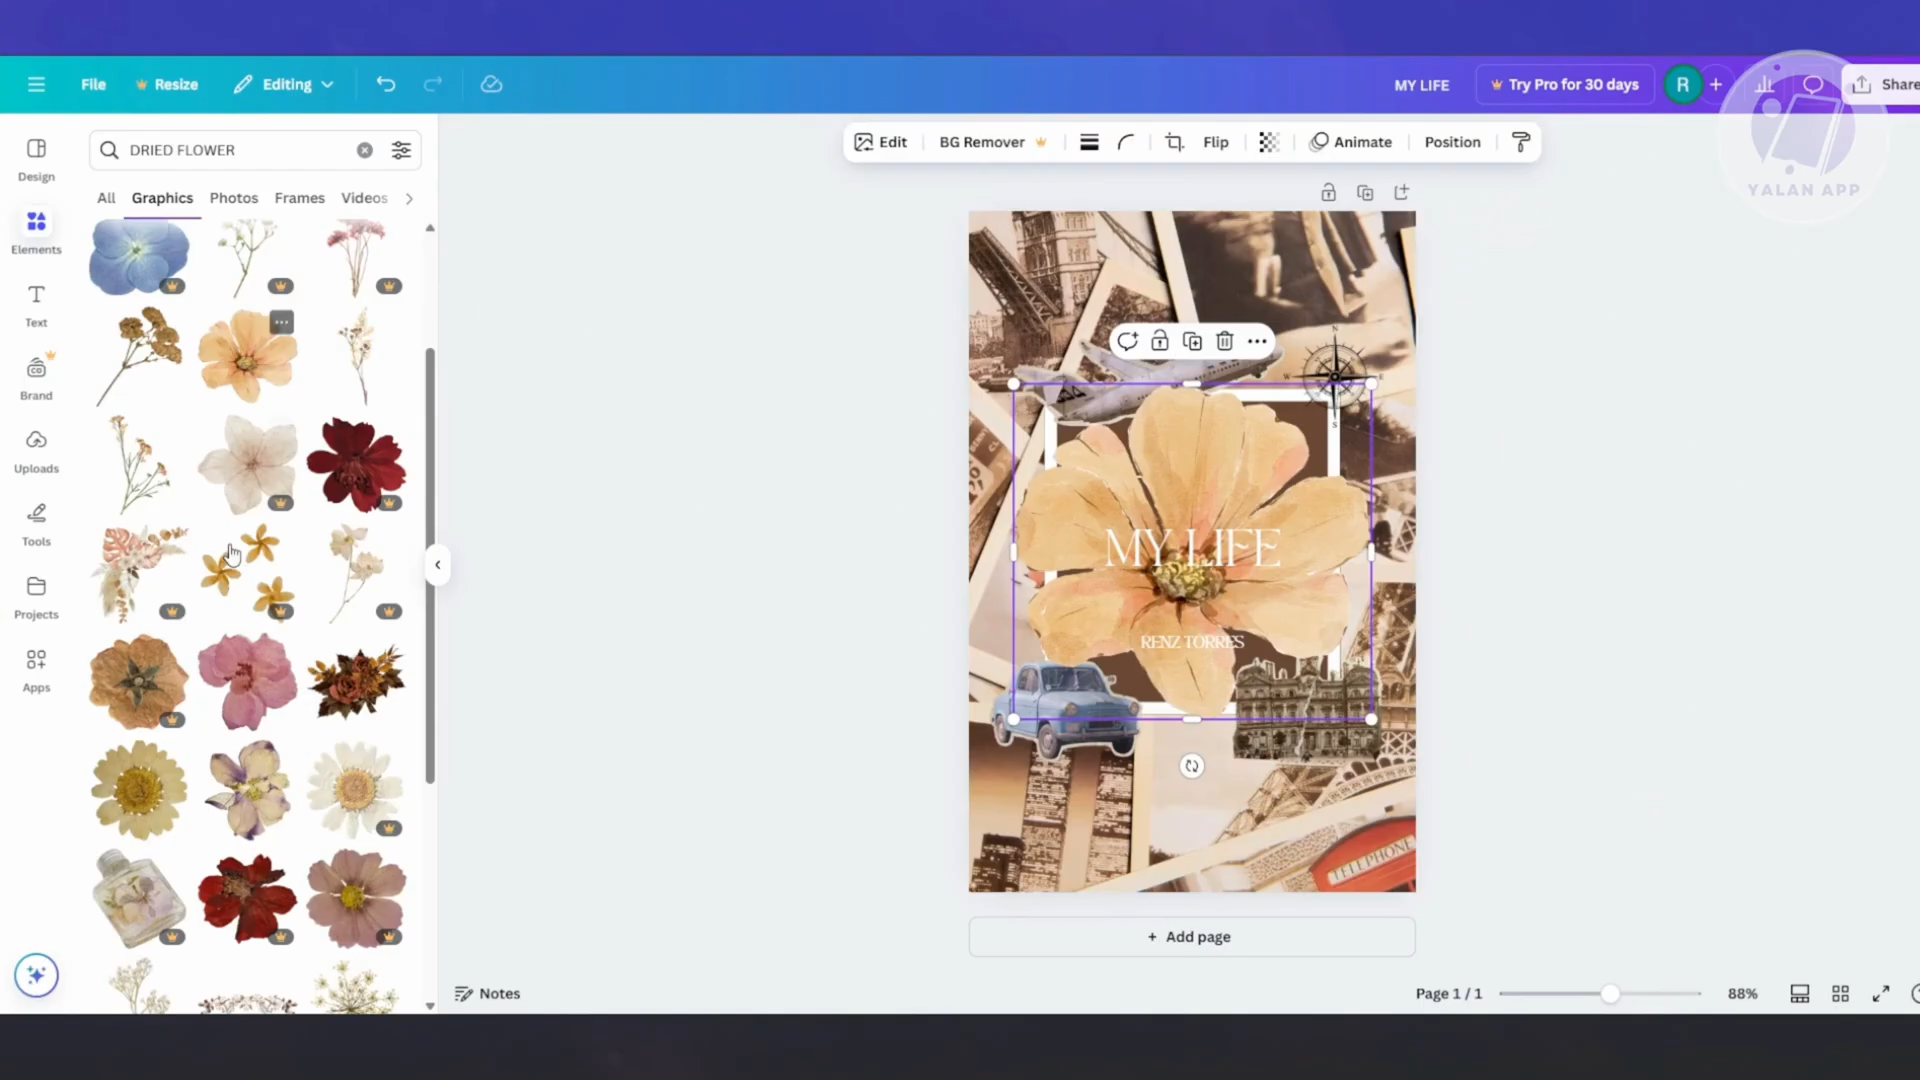 File
Resize
Editing
MY LIFE
Try Pro for 30 days
R
Share
YALAN APP
Design
Elements
Text
Brand
Uploads
Tools
Projects
Apps
DRIED FLOWER
All
Graphics
Photos
Frames
Videos
Edit
BG Remover
Flip
Animate
Position
N
W
E
S
MY LIFE
RENZ TORRES
TELEPHONE
+ Add page
Notes
Page 1 / 1
88%